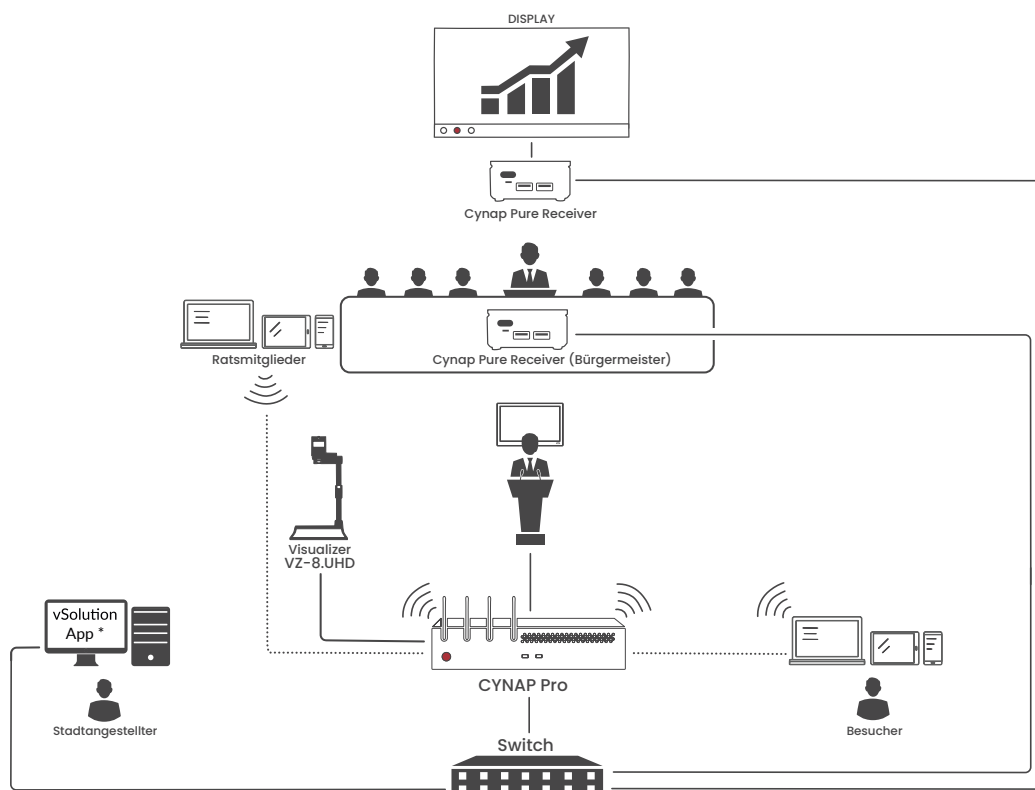 DISPLAY
Cynap Pure Receiver
Ratsmitglieder
Cynap Pure Receiver (Bürgermeister)
Visualizer
VZ-8.UHD
vSolution
App *
CYNAP Pro
Stadtangestellter
Besucher
Switch